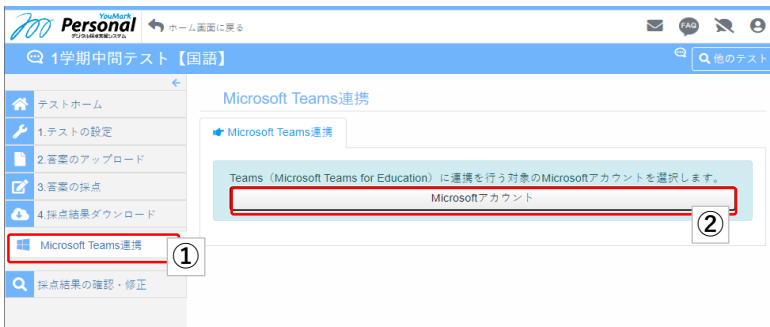 YouMark
Personal
デジタル採点支援システム
ホーム画面に戻る
FAQ
1学期中間テスト【国語】
他のテスト
テストホーム
1.テストの設定
2.答案のアップロード
3.答案の採点
4.採点結果ダウンロード
Microsoft Teams連携
①
採点結果の確認・修正
Microsoft Teams連携
Microsoft Teams連携
Teams（Microsoft Teams for Education）に連携を行う対象のMicrosoftアカウントを選択します。
Microsoftアカウント
②